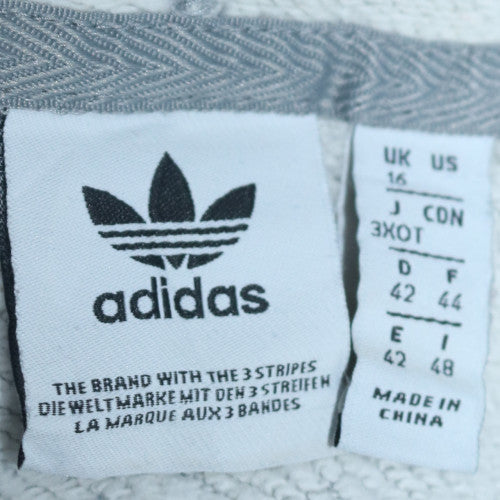 adidas
THE BRAND WITH THE 3 STRIPES
DIE WELTMARKE MIT DEN 3 STREIFEN
LA MARQUE AUX 3 BANDES
UK US
16
J CDN
3XOT
D F
42 44
E I
42 48
MADE IN
CHINA